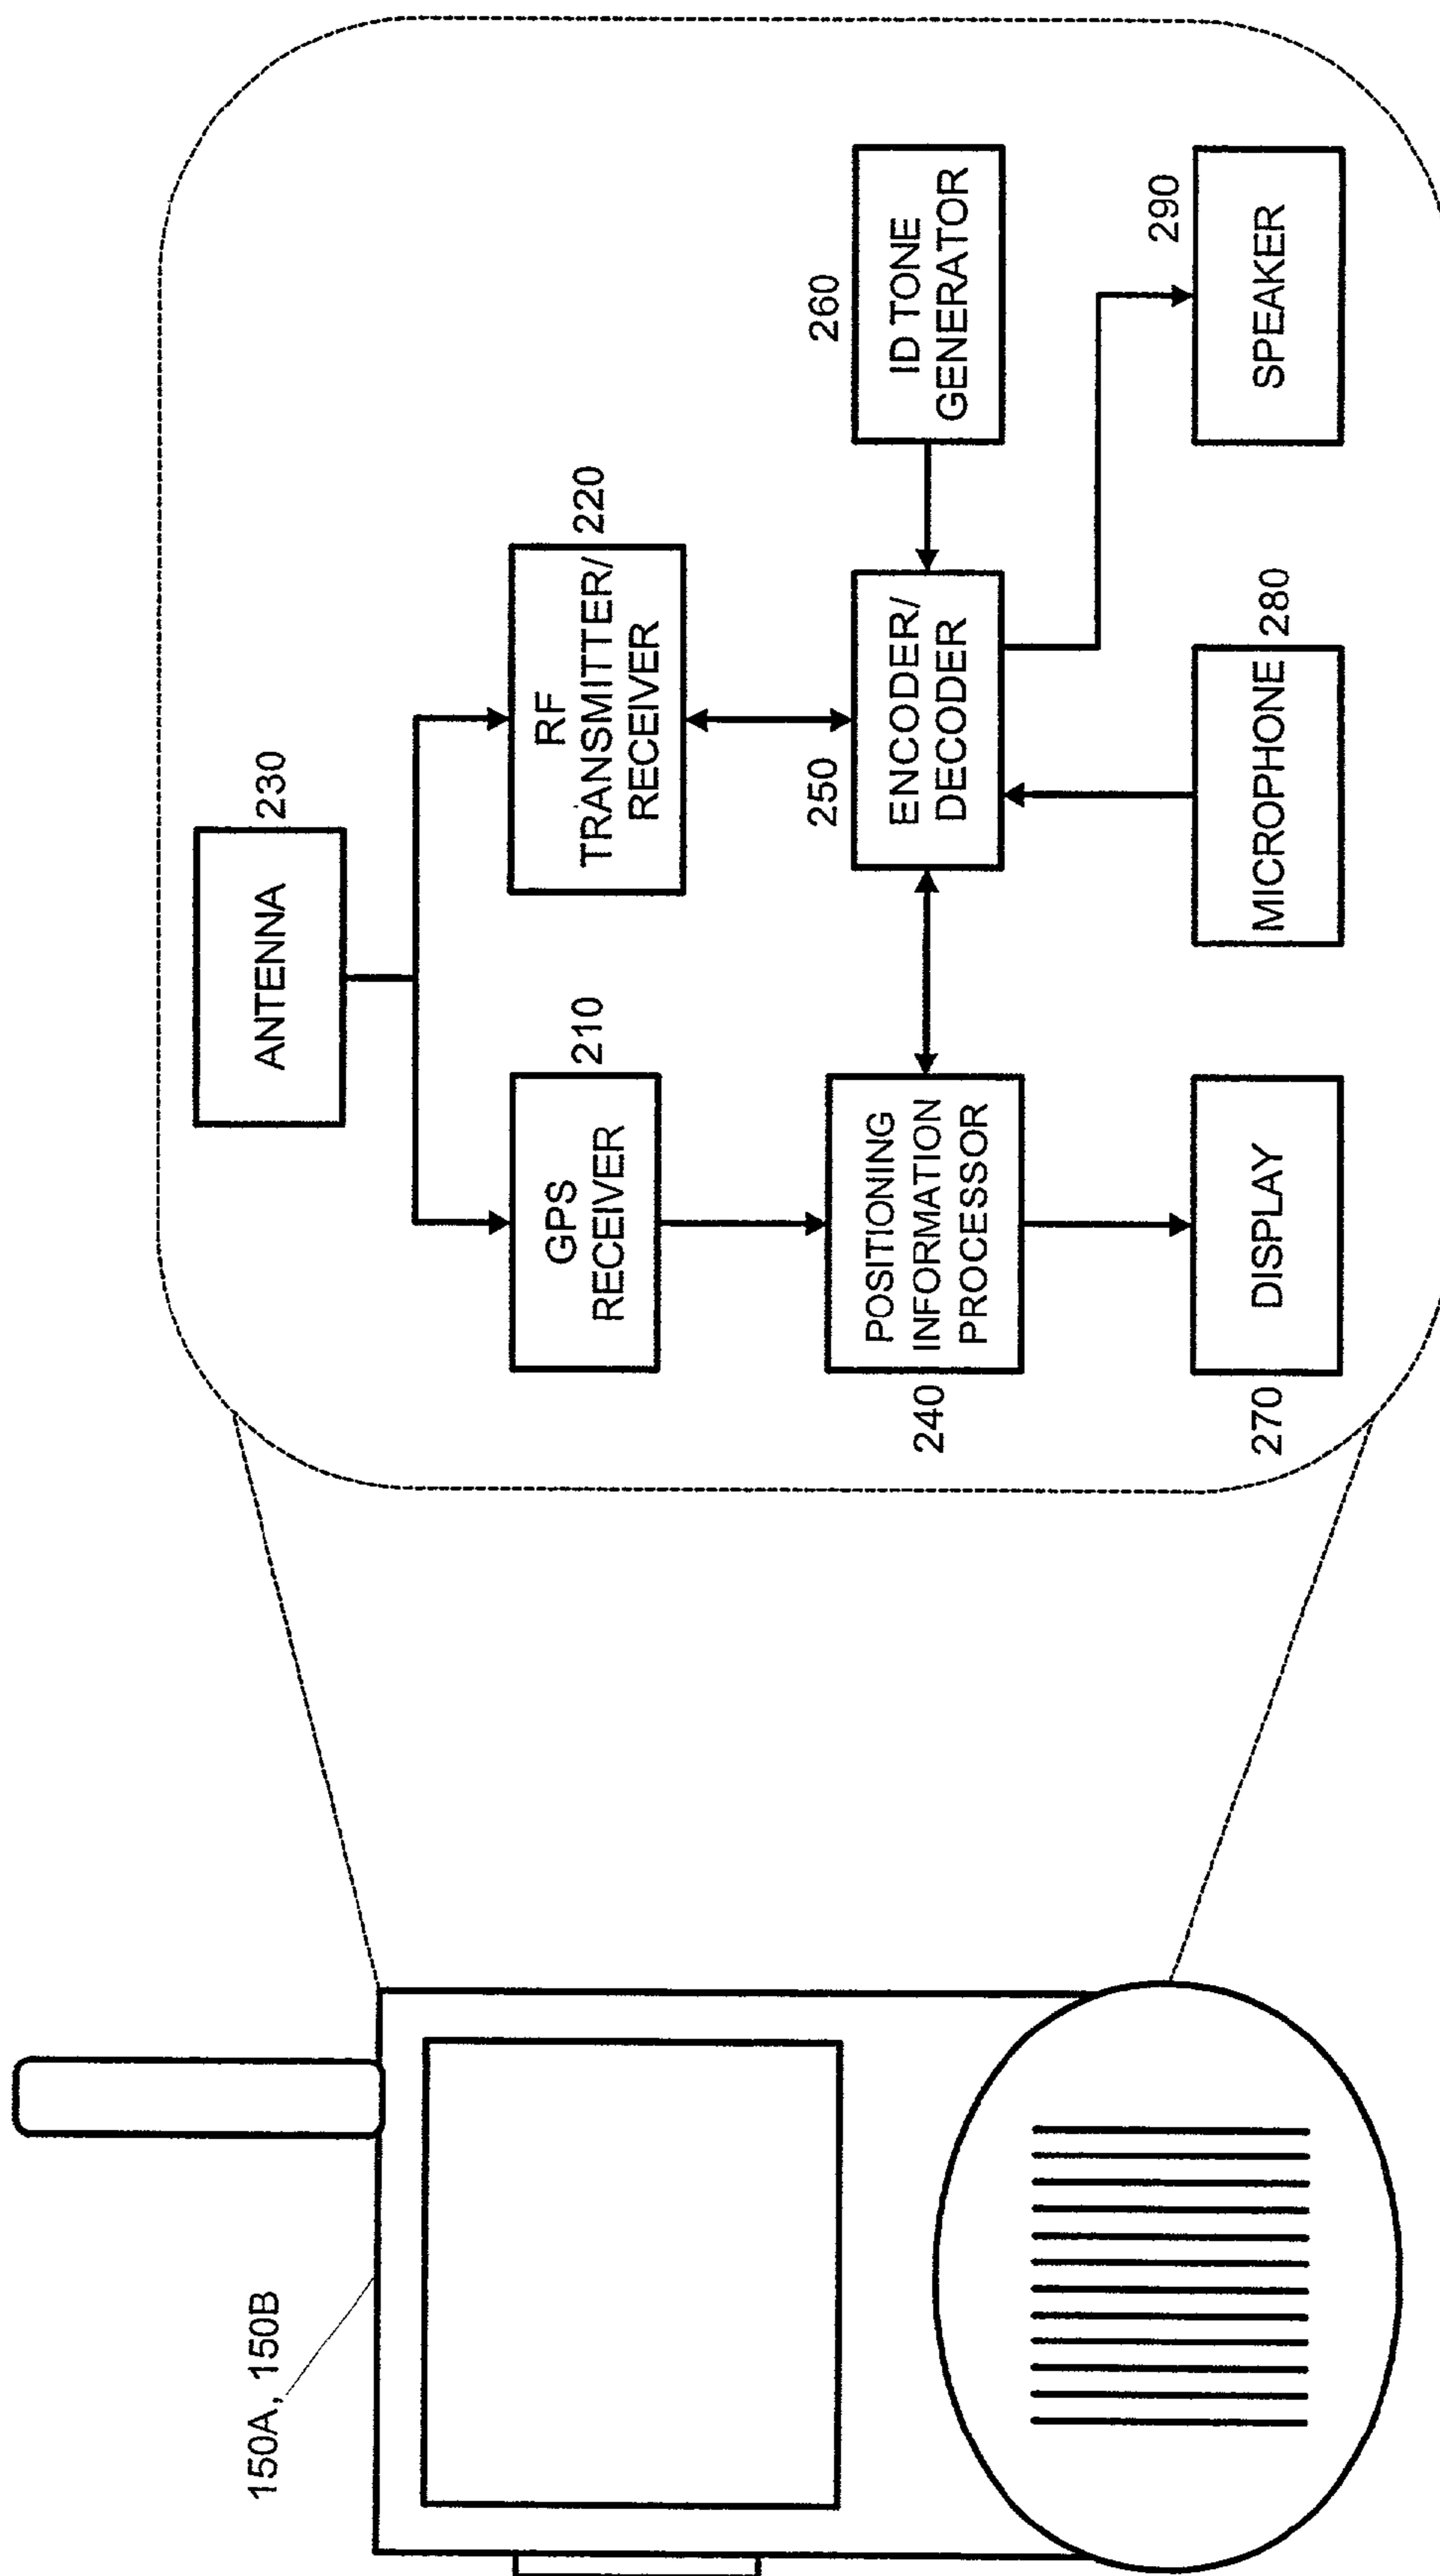 150A, 150B
ANTENNA
230
GPS
RECEIVER
210
RF
TRANSMITTER/
RECEIVER
220
POSITIONING
INFORMATION
PROCESSOR
240
250
ENCODER/
DECODER
260
ID TONE
GENERATOR
270
DISPLAY
MICROPHONE
280
290
SPEAKER